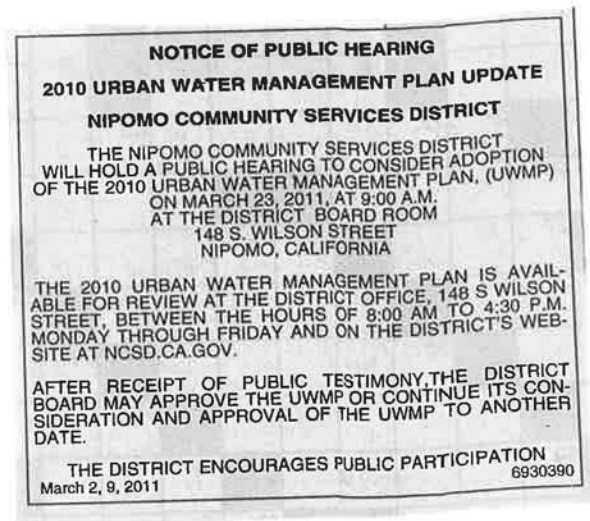 NOTICE OF PUBLIC HEARING
2010 URBAN WATER MANAGEMENT PLAN UPDATE
NIPOMO COMMUNITY SERVICES DISTRICT
THE NIPOMO COMMUNITY SERVICES DISTRICT
WILL HOLD A PUBLIC HEARING TO CONSIDER ADOPTION
OF THE 2010 URBAN WATER MANAGEMENT PLAN, (UWMP)
ON MARCH 23, 2011, AT 9:00 A.M.
AT THE DISTRICT BOARD ROOM
148 S. WILSON STREET
NIPOMO, CALIFORNIA
THE 2010 URBAN WATER MANAGEMENT PLAN IS AVAIL-
ABLE FOR REVIEW AT THE DISTRICT OFFICE, 148 S WILSON
STREET, BETWEEN THE HOURS OF 8:00 AM TO 4:30 P.M.
MONDAY THROUGH FRIDAY AND ON THE DISTRICT'S WEB-
SITE AT NCSD.CA.GOV.
AFTER RECEIPT OF PUBLIC TESTIMONY,THE DISTRICT
BOARD MAY APPROVE THE UWMP OR CONTINUE ITS CON-
SIDERATION AND APPROVAL OF THE UWMP TO ANOTHER
DATE.
THE DISTRICT ENCOURAGES PUBLIC PARTICIPATION
March 2, 9, 2011 6930390